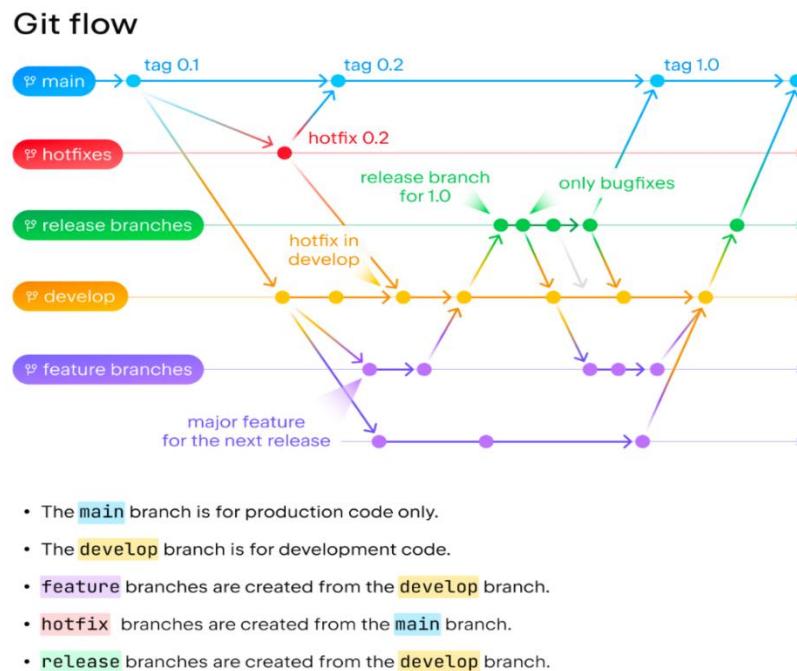 Git flow
tag 0.1
tag 0.2
tag 1.0
main
hotfixes
hotfix 0.2
release branch
for 1.0
only bugfixes
release branches
hotfix in
develop
develop
feature branches
major feature
for the next release
• The main branch is for production code only.
• The develop branch is for development code.
• feature branches are created from the develop branch.
• hotfix branches are created from the main branch.
• release branches are created from the develop branch.